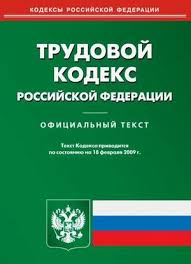 КОДЕКСЫ РОССИЙСКОЙ ФЕДЕРАЦИИ
ТРУДОВОЙ
КОДЕКС
РОССИЙСКОЙ ФЕДЕРАЦИИ
ОФИЦИАЛЬНЫЙ ТЕКСТ
Текст Кодекса приводится
по состоянию на 18 февраля 2009 г.